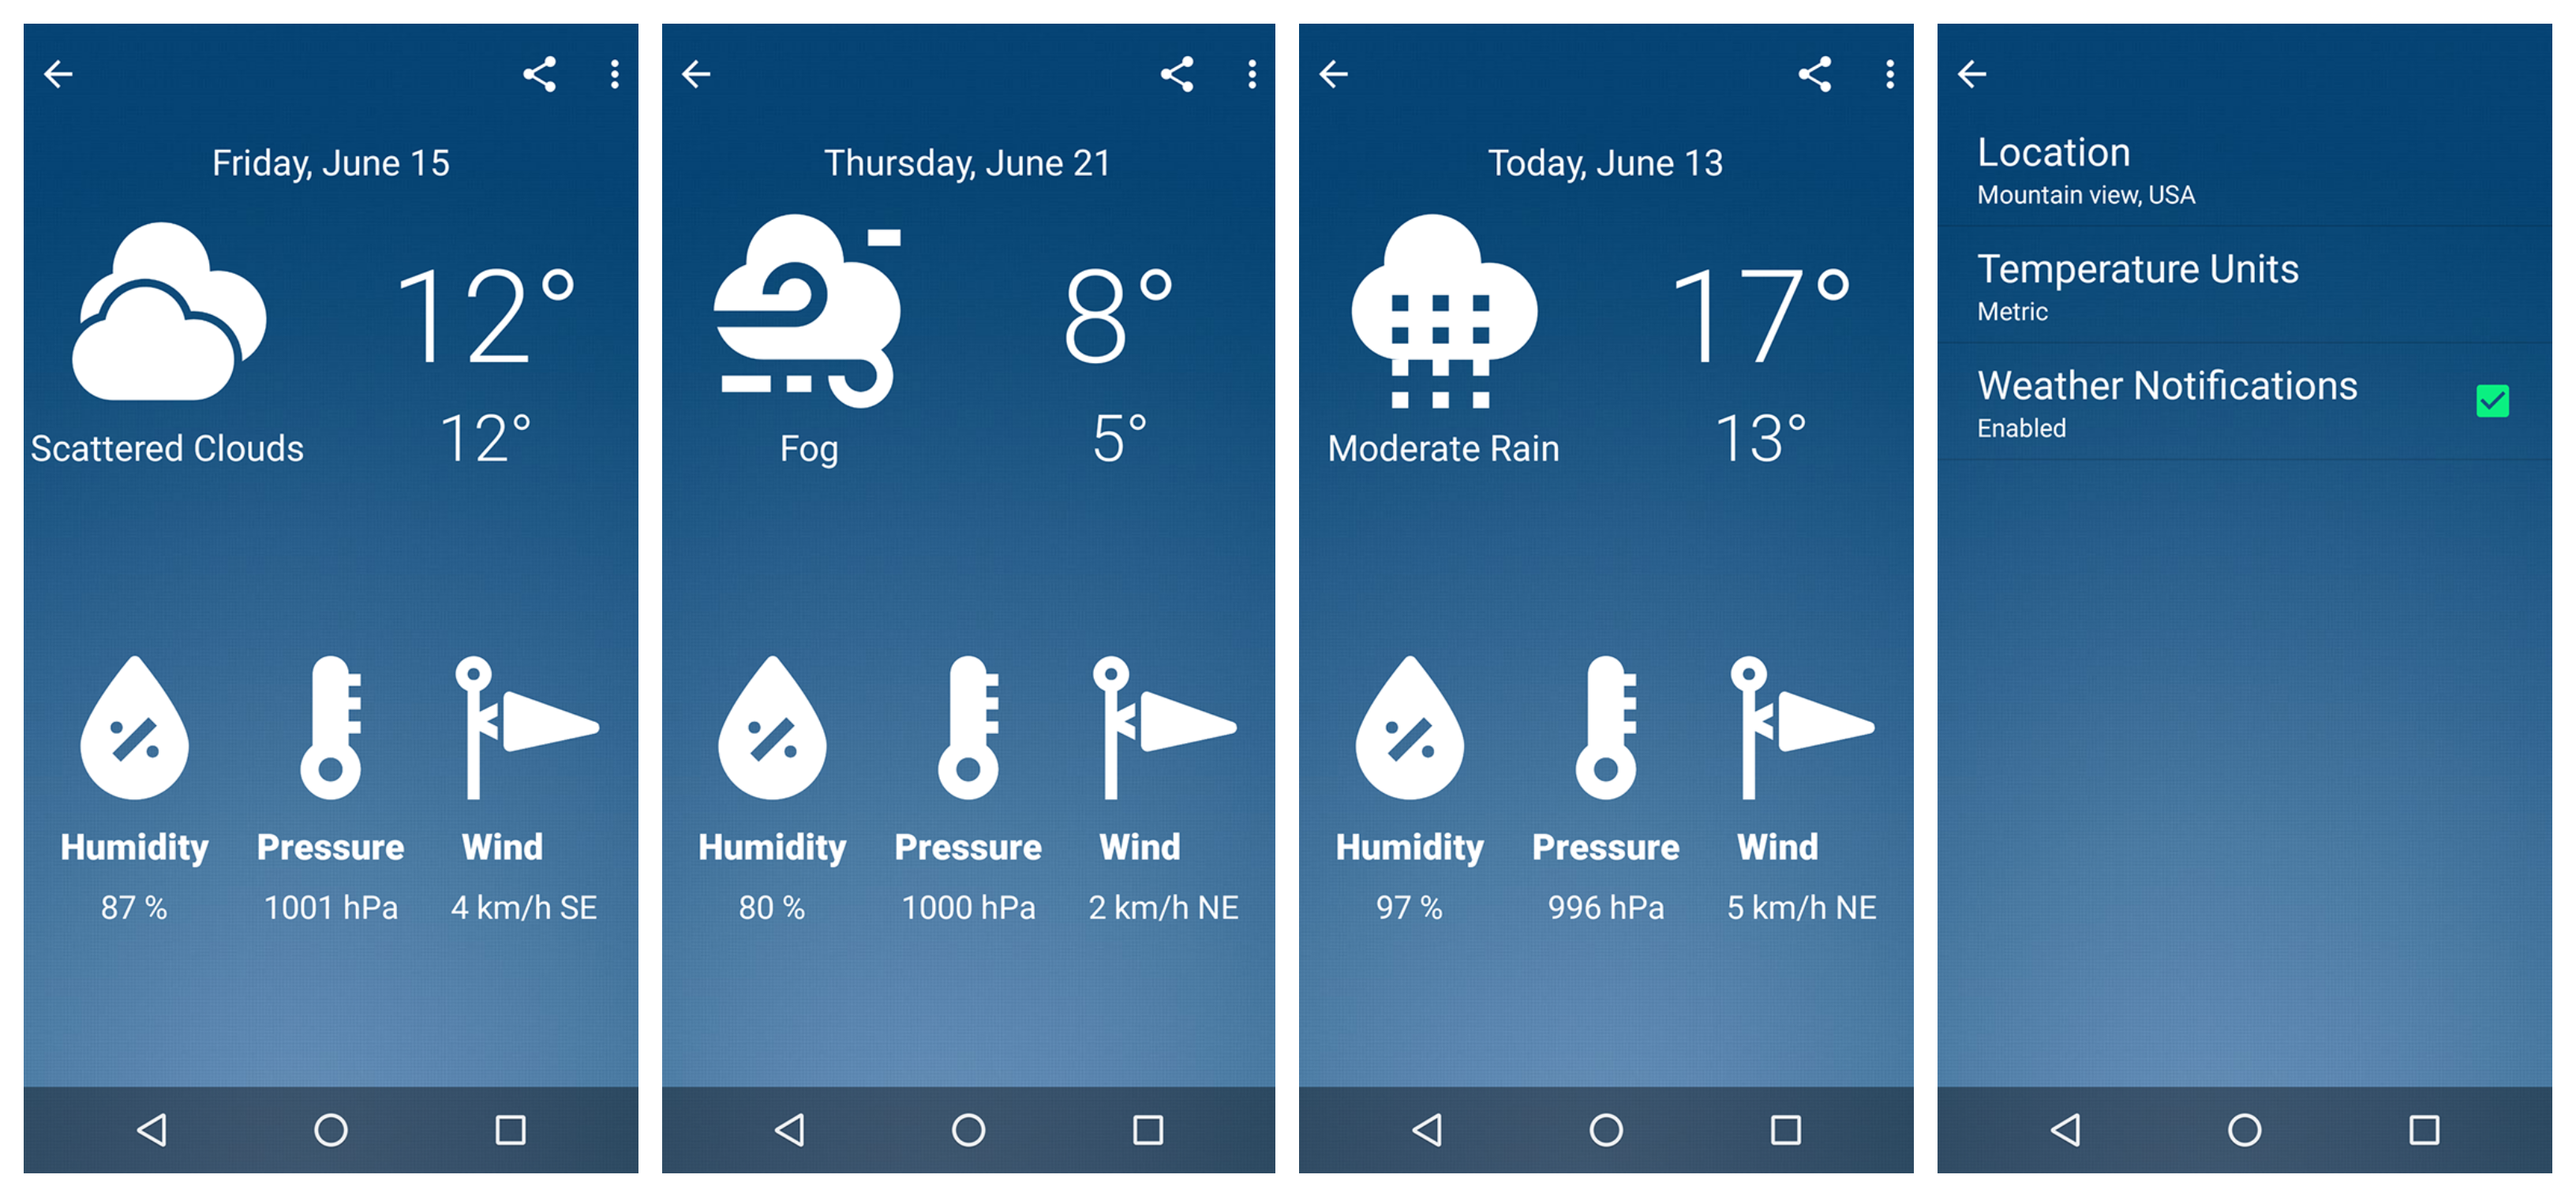 Friday, June 15
12°
12°
Scattered Clouds
Humidity Pressure Wind
87 % 1001 hPa 4 km/h SE
Thursday, June 21
8°
5°
Fog
Humidity Pressure Wind
80 % 1000 hPa 2 km/h NE
Today, June 13
17°
13°
Moderate Rain
Humidity Pressure Wind
97 % 996 hPa 5 km/h NE
Location
Mountain view, USA
Temperature Units
Metric
Weather Notifications
Enabled